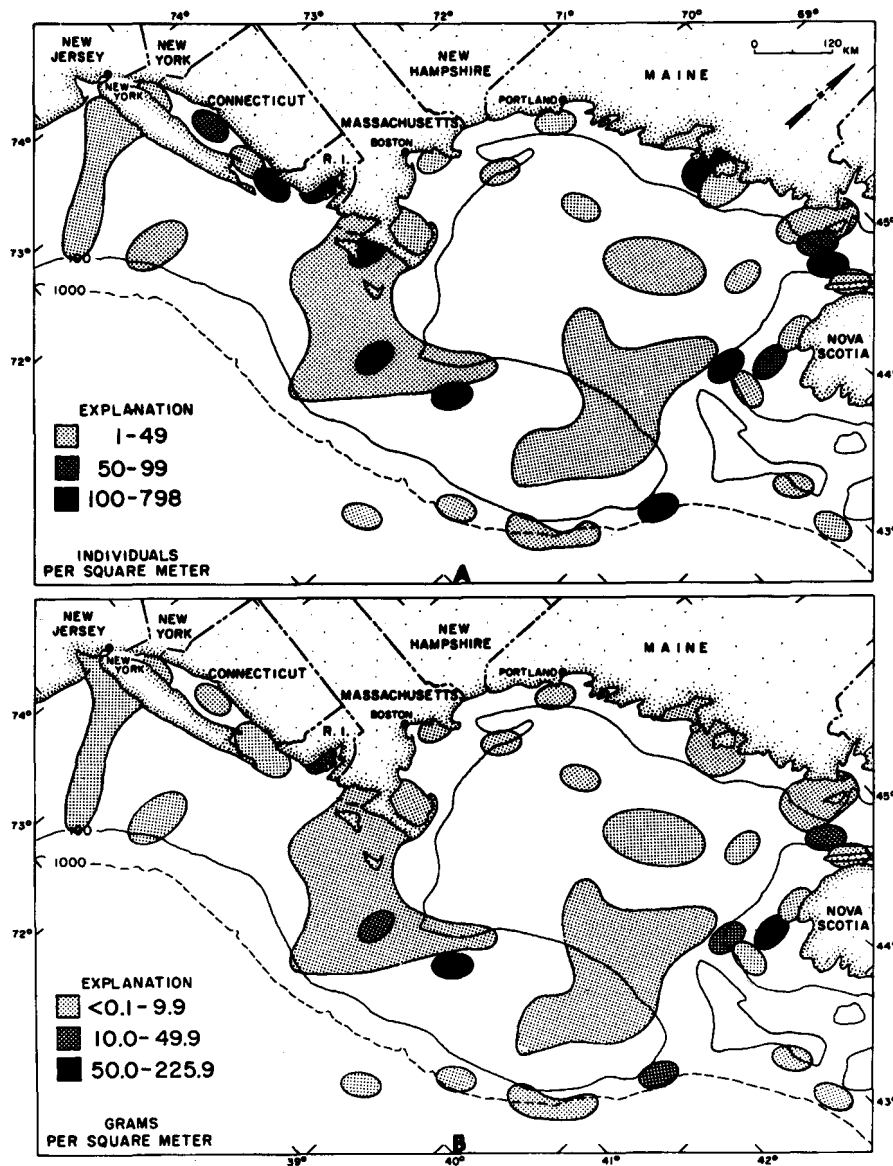 74° 73° 72° 71° 70° 69°
NEW JERSEY
NEW YORK
NEW YORK
CONNECTICUT
R. I.
MASSACHUSETTS
BOSTON
NEW HAMPSHIRE
PORTLAND
MAINE
0 120 KM
74°
73°
72°
45°
44°
43°
1000
NOVA SCOTIA
EXPLANATION
1-49
50-99
100-798
INDIVIDUALS
PER SQUARE METER
A
NEW JERSEY
NEW YORK
NEW YORK
CONNECTICUT
R. I.
MASSACHUSETTS
BOSTON
NEW HAMPSHIRE
PORTLAND
MAINE
74°
73°
72°
45°
44°
43°
1000
NOVA SCOTIA
EXPLANATION
<0.1-9.9
10.0-49.9
50.0-225.9
GRAMS
PER SQUARE METER
B
39° 40° 41° 42°